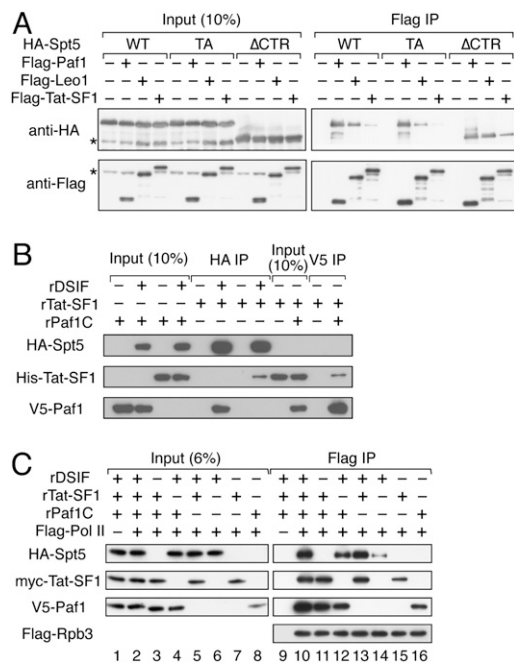 A
Input (10%) Flag IP
HA-Spt5 WT TA ΔCTR WT TA ΔCTR
Flag-Paf1 − + − − − + − − − + − − − + − − − + − − − + − −
Flag-Leo1 − − + − − − + − − − + − − − + − − − + − − − + −
Flag-Tat-SF1 − − − + − − − + − − − + − − − + − − − + − − − +
anti-HA
*
anti-Flag
*
B
Input (10%) HA IP Input (10%) V5 IP
rDSIF
rTat-SF1
rPaf1C
HA-Spt5
His-Tat-SF1
V5-Paf1
C
Input (6%) Flag IP
rDSIF + + − + + + − − + + − + + + − −
rTat-SF1 + + + − + − + − + + + − + − + −
rPaf1C + + + + − − − + + + + + − − − +
Flag-Pol II − + + + + + + + − + + + + + + +
HA-Spt5
myc-Tat-SF1
V5-Paf1
Flag-Rpb3
1 2 3 4 5 6 7 8 9 10 11 12 13 14 15 16